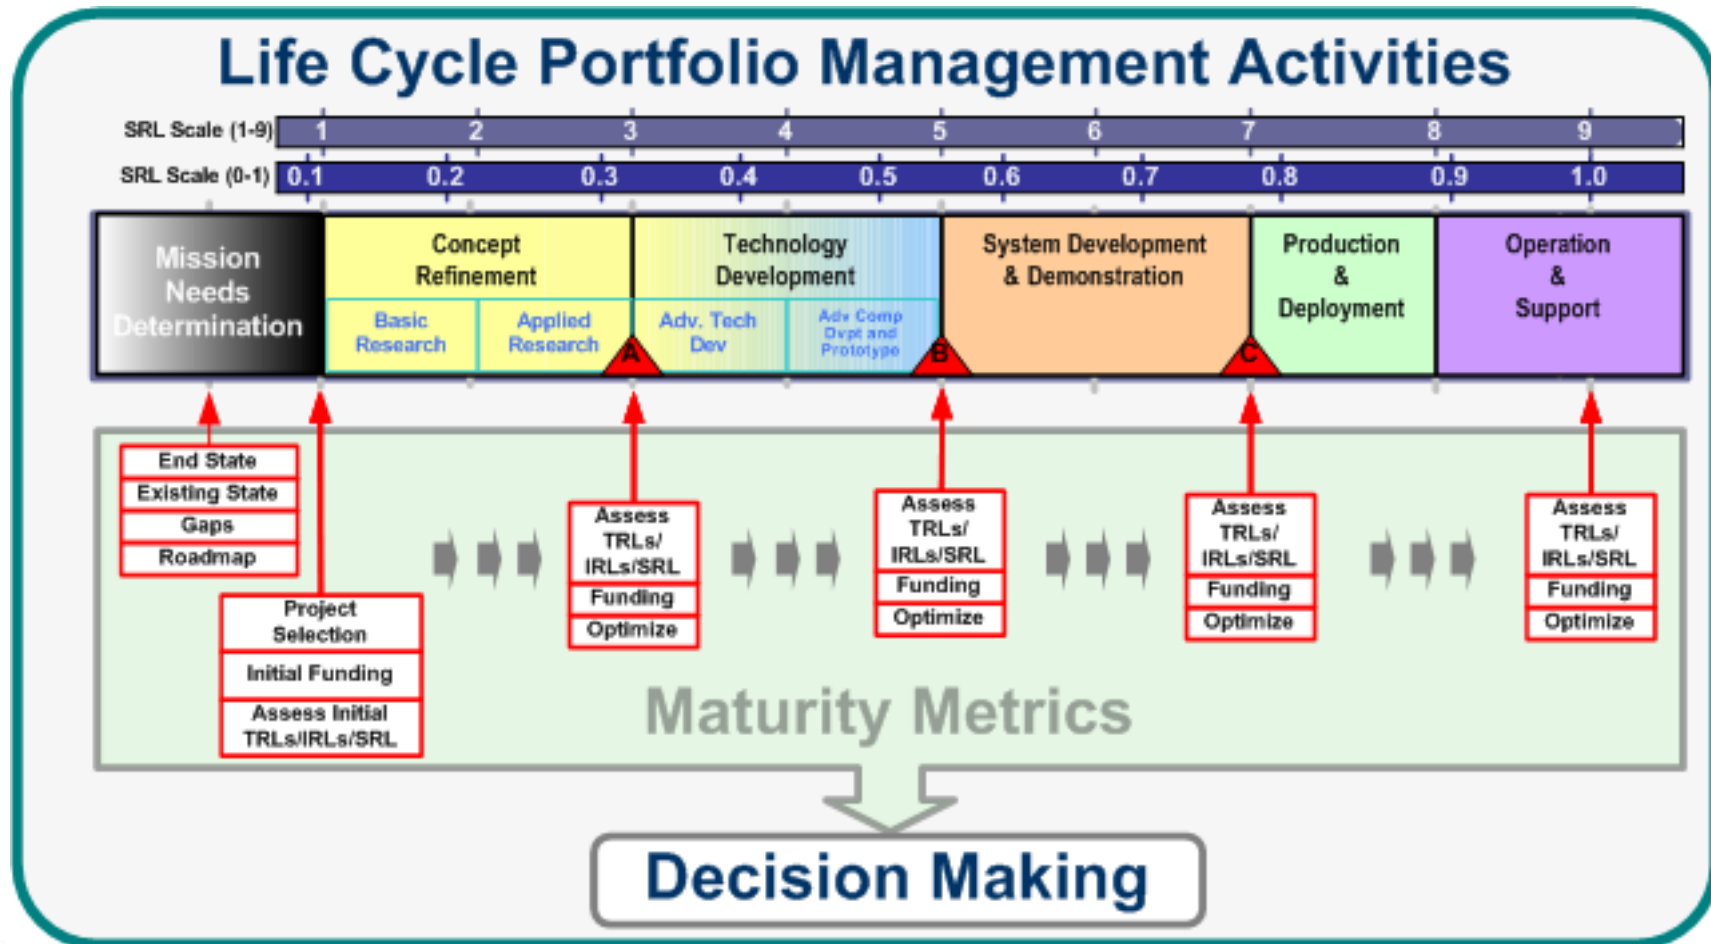 Life Cycle Portfolio Management Activities
SRL Scale (1-9) 1 2 3 4 5 6 7 8 9
SRL Scale (0-1) 0.1 0.2 0.3 0.4 0.5 0.6 0.7 0.8 0.9 1.0
Mission
Needs
Determination
Concept
Refinement
Basic
Research
Applied
Research
A
Technology
Development
Adv. Tech
Dev
Adv Comp
Dvpt and
Prototype
B
System Development
& Demonstration
C
Production
&
Deployment
Operation
&
Support
End State
Existing State
Gaps
Roadmap
Project
Selection
Initial Funding
Assess Initial
TRLs/IRLs/SRL
Assess
TRLs/
IRLs/SRL
Funding
Optimize
Assess
TRLs/
IRLs/SRL
Funding
Optimize
Assess
TRLs/
IRLs/SRL
Funding
Optimize
Assess
TRLs/
IRLs/SRL
Funding
Optimize
Maturity Metrics
Decision Making